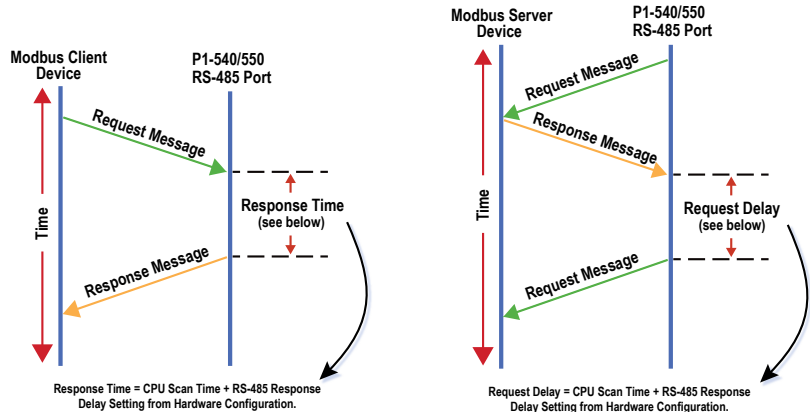 Modbus Client
Device
P1-540/550
RS-485 Port
Request Message
Time
Response Time
(see below)
Response Message
Response Time = CPU Scan Time + RS-485 Response
Delay Setting from Hardware Configuration.
Modbus Server
Device
P1-540/550
RS-485 Port
Request Message
Response Message
Time
Request Delay
(see below)
Request Message
Request Delay = CPU Scan Time + RS-485 Response
Delay Setting from Hardware Configuration.